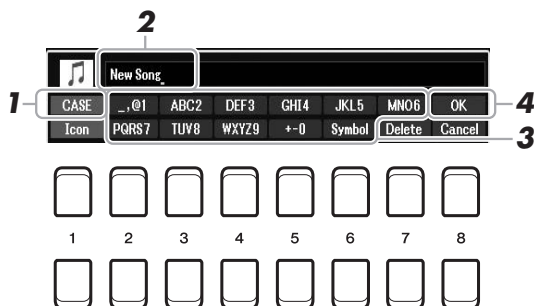 2
New Song_
1 CASE _,@1 ABC2 DEF3 GHI4 JKL5 MNO6 OK 4
Icon PQRS7 TUV8 WXYZ9 +-0 Symbol Delete Cancel 3
1 2 3 4 5 6 7 8